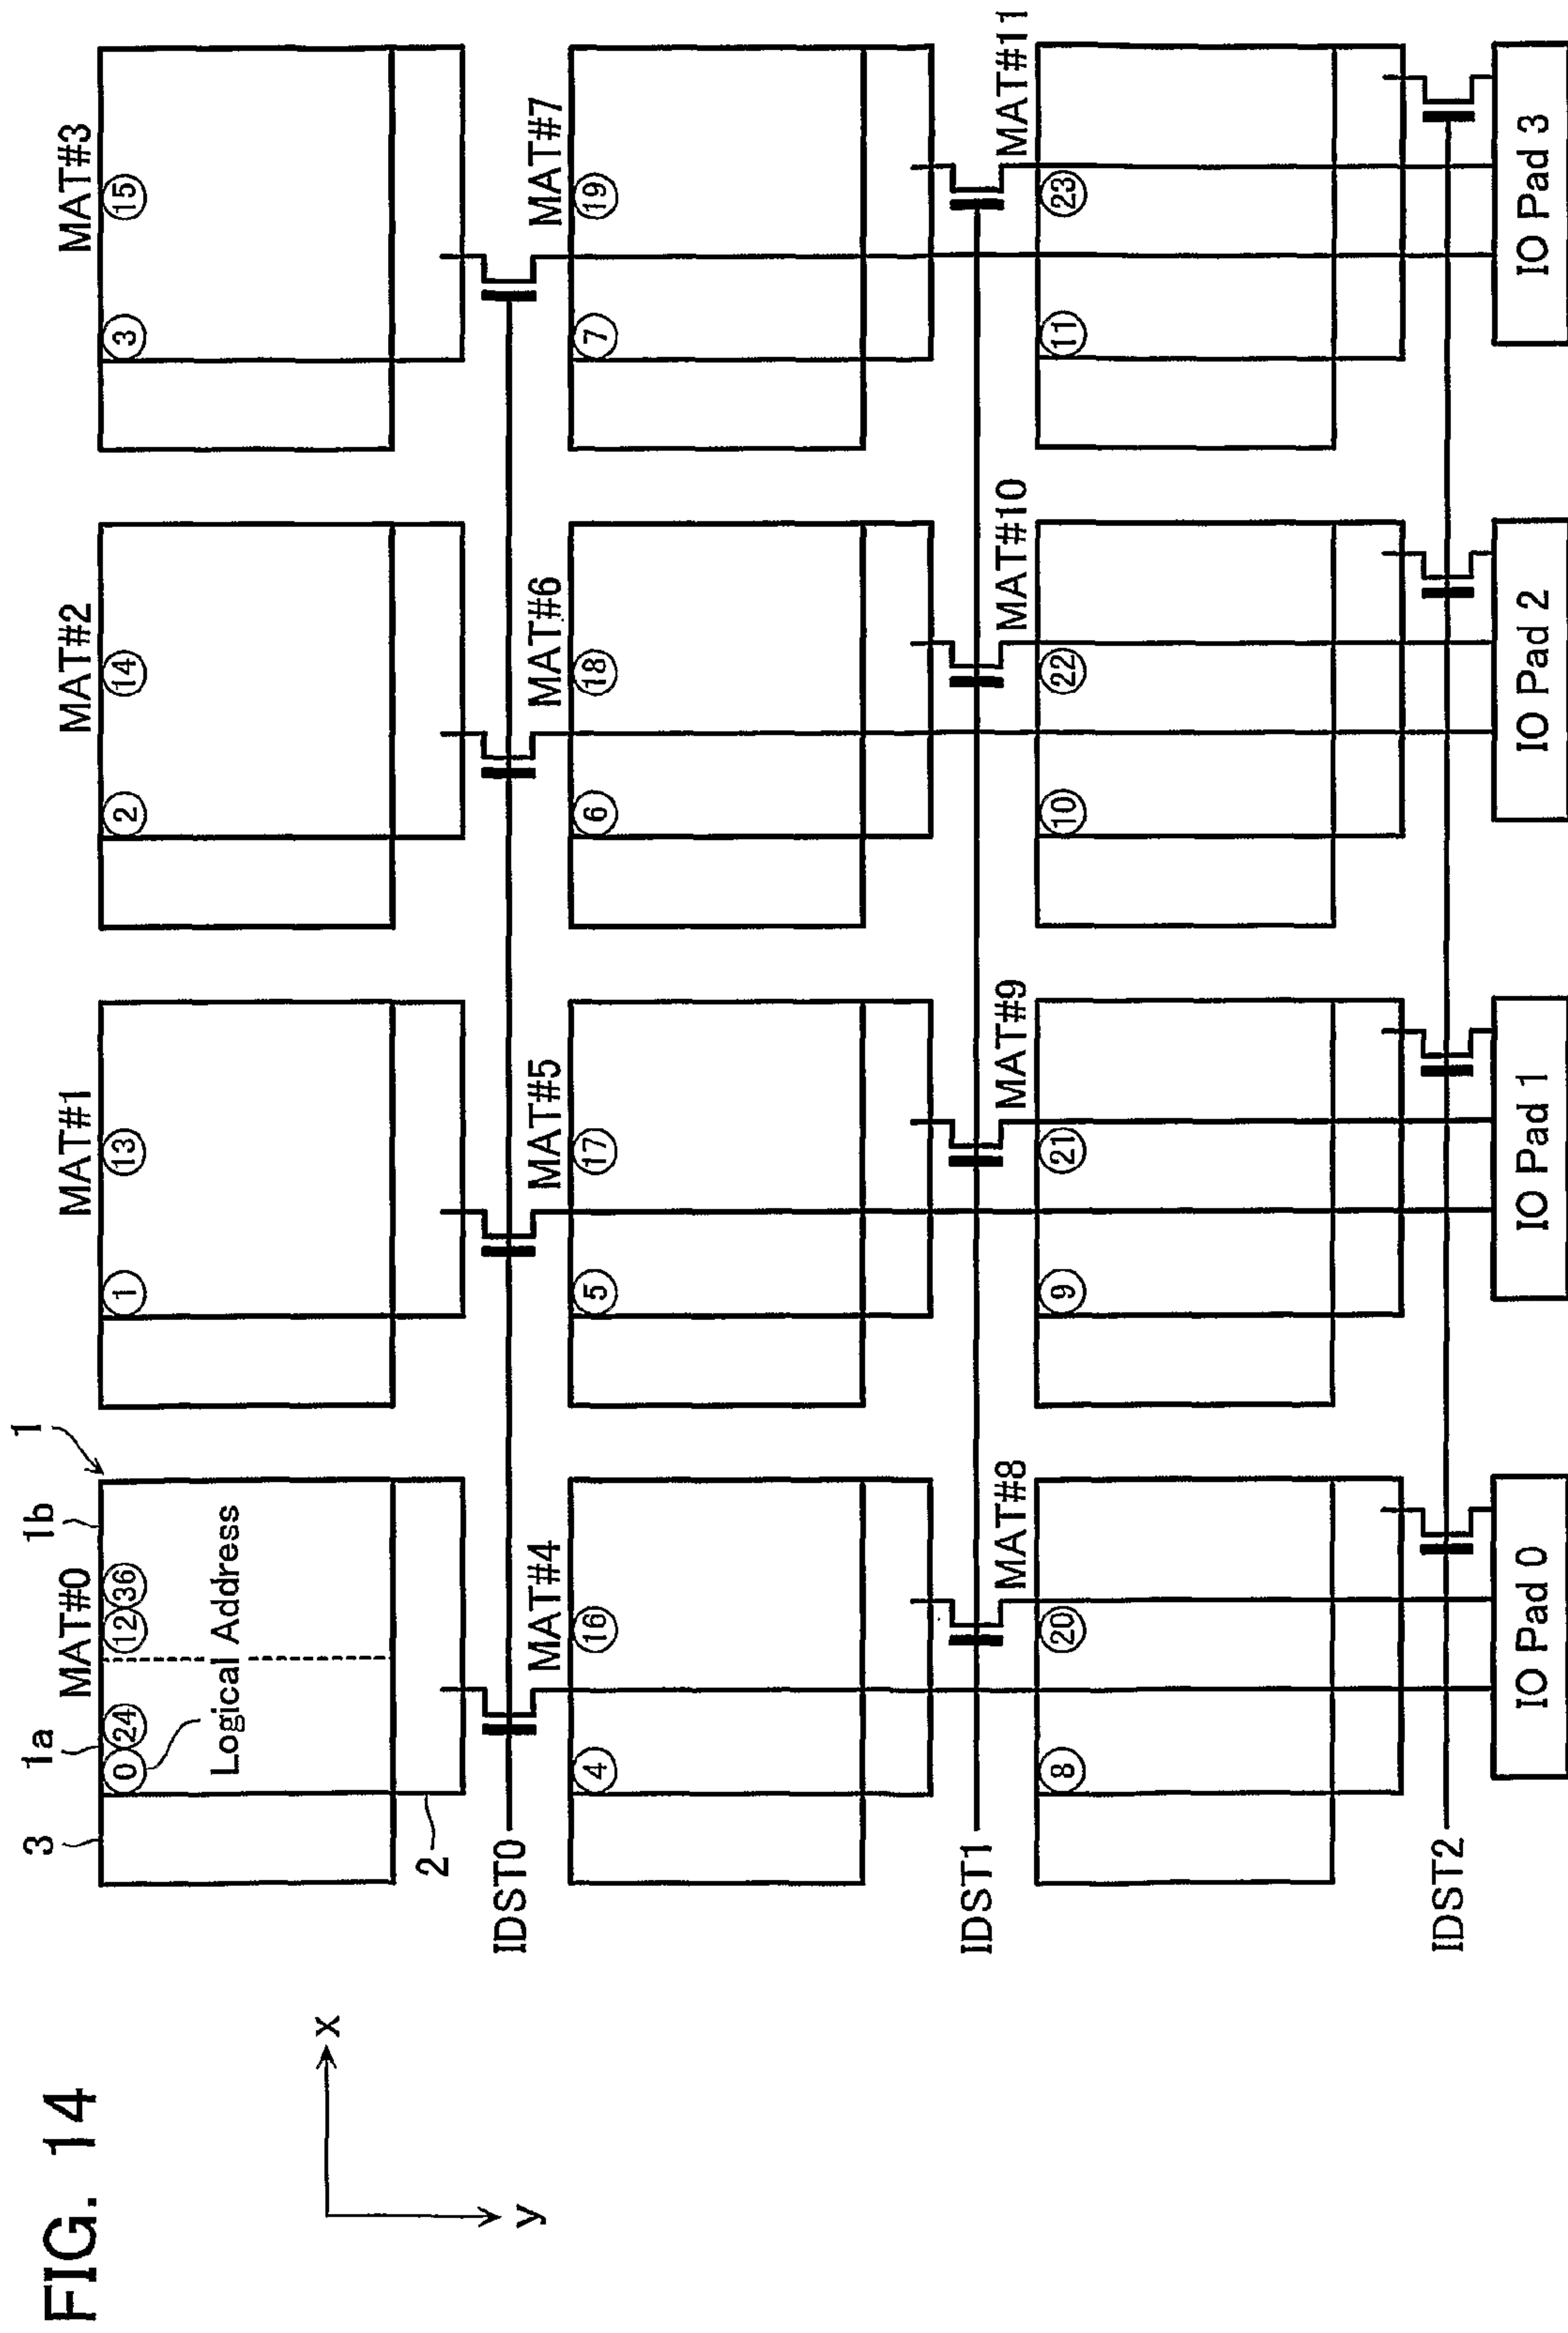 FIG. 14
x
y
3
1a
1b
1
MAT#0
MAT#1
MAT#2
MAT#3
0
24
12
36
1
13
2
14
3
15
Logical Address
2
IDST0
MAT#4
MAT#5
MAT#6
MAT#7
4
16
5
17
6
18
7
19
IDST1
MAT#8
MAT#9
MAT#10
MAT#11
8
20
9
21
10
22
11
23
IDST2
IO Pad 0
IO Pad 1
IO Pad 2
IO Pad 3